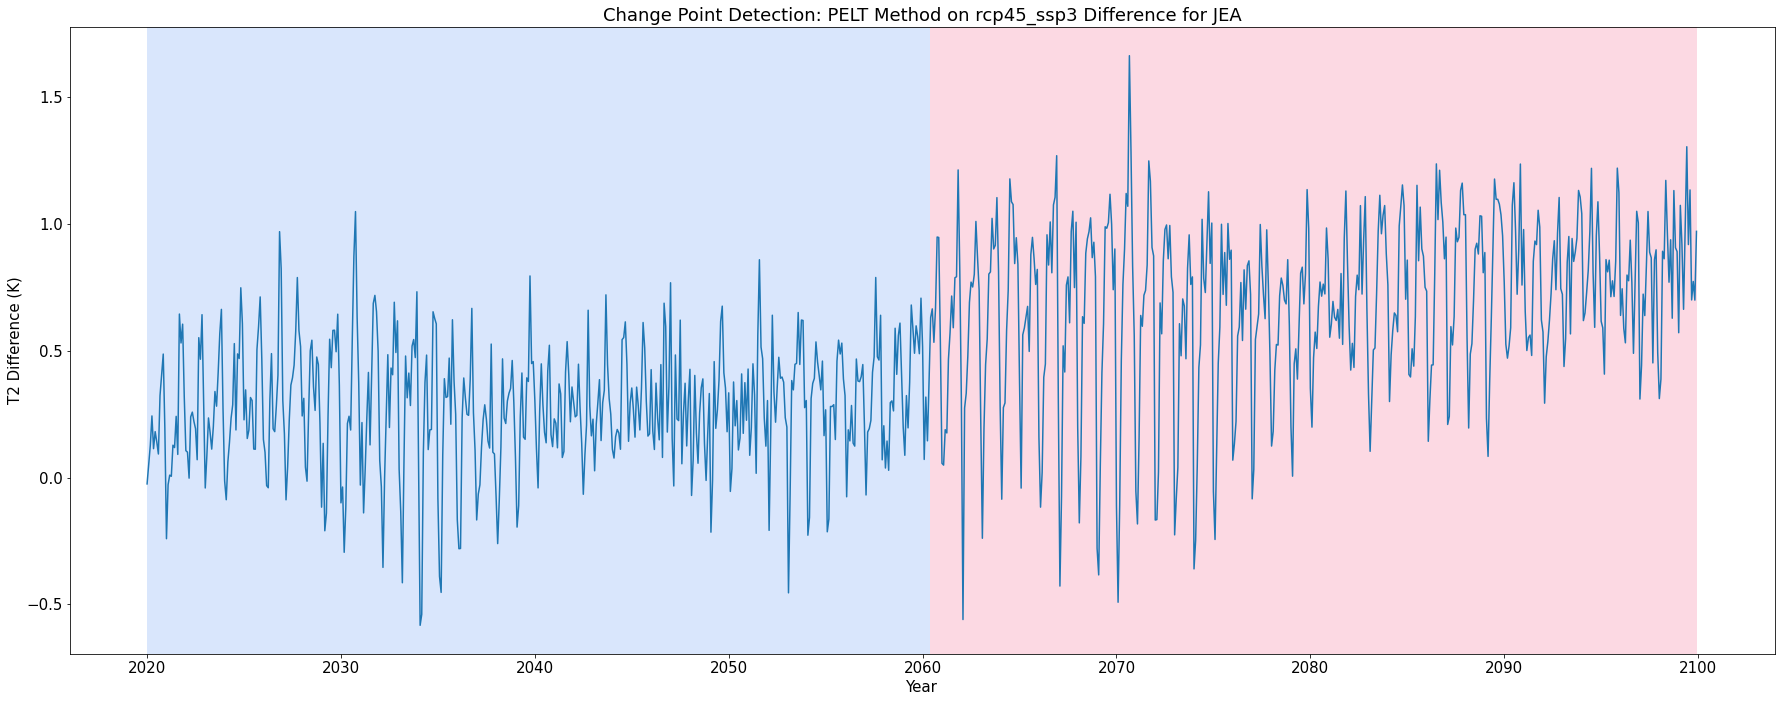 Change Point Detection: PELT Method on rcp45_ssp3 Difference for JEA
T2 Difference (K)
1.5
1.0
0.5
0.0
−0.5
2020 2030 2040 2050 2060 2070 2080 2090 2100
Year